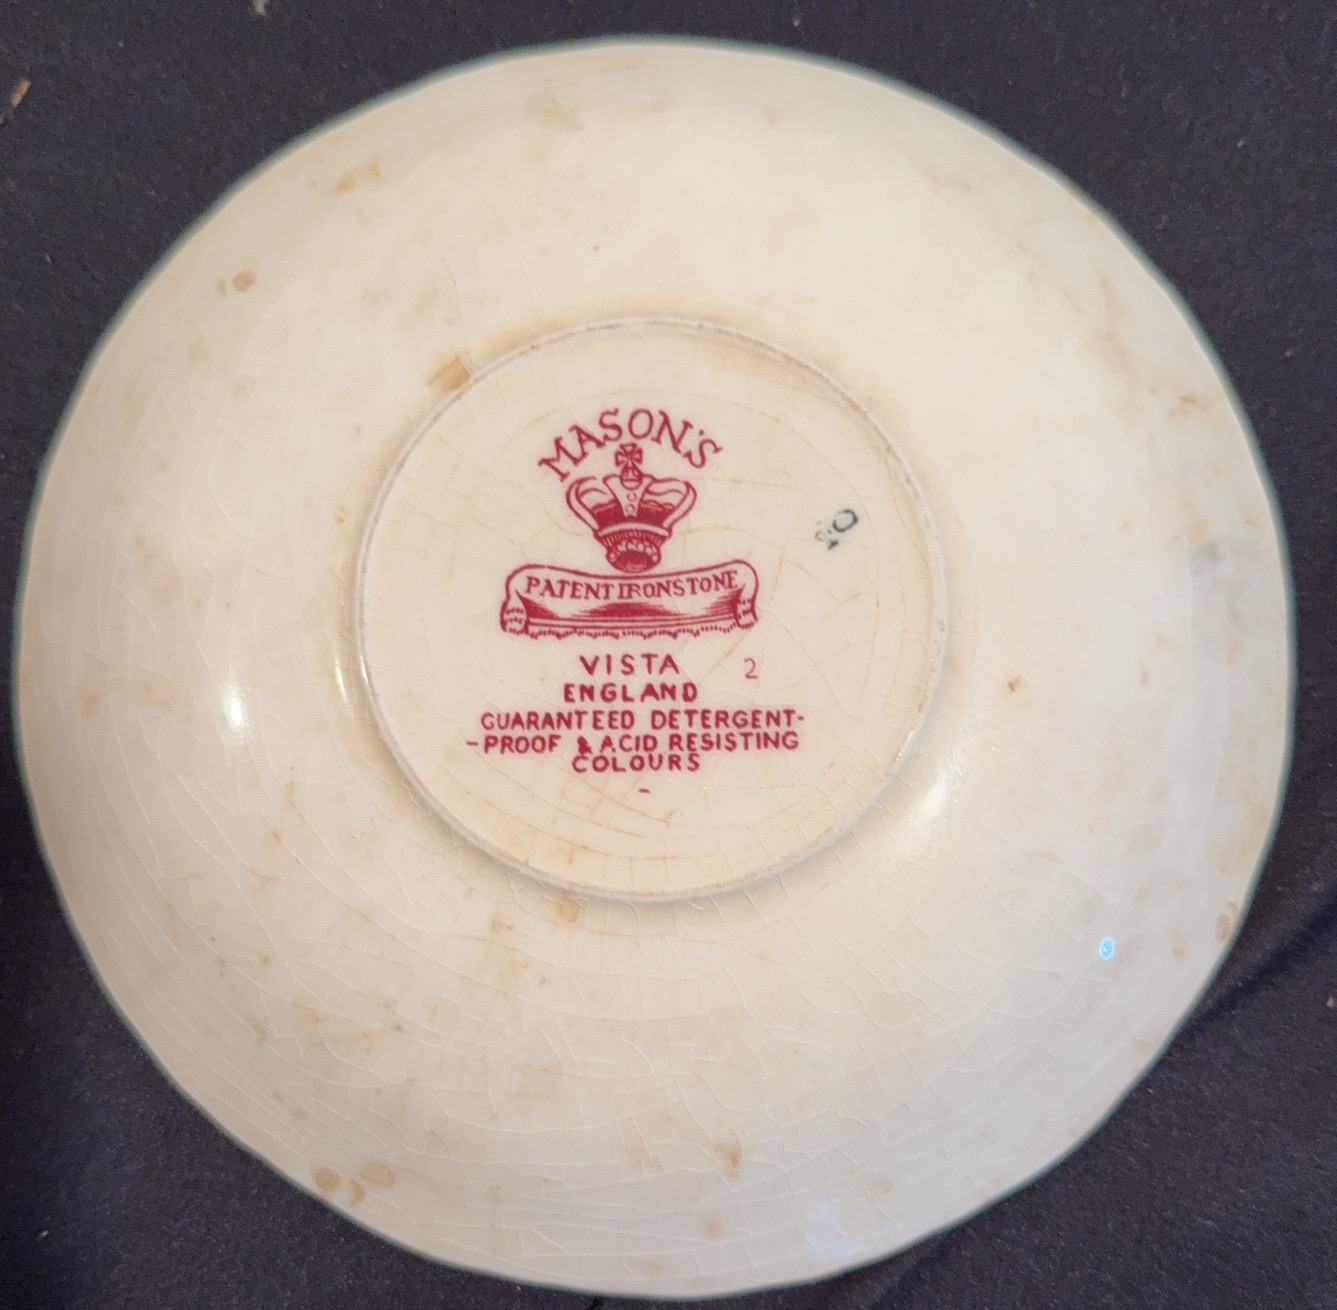 MASON'S
PATENT IRONSTONE
VISTA 2
ENGLAND
GUARANTEED DETERGENT-
-PROOF & ACID RESISTING
COLOURS
-